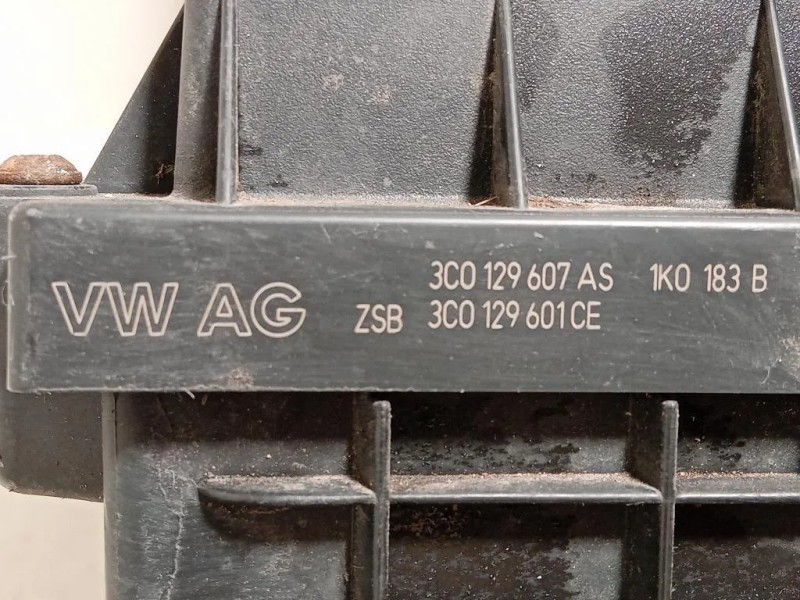 VW AG
3C0 129 607 AS 1K0 183 B
ZSB 3C0 129 601 CE